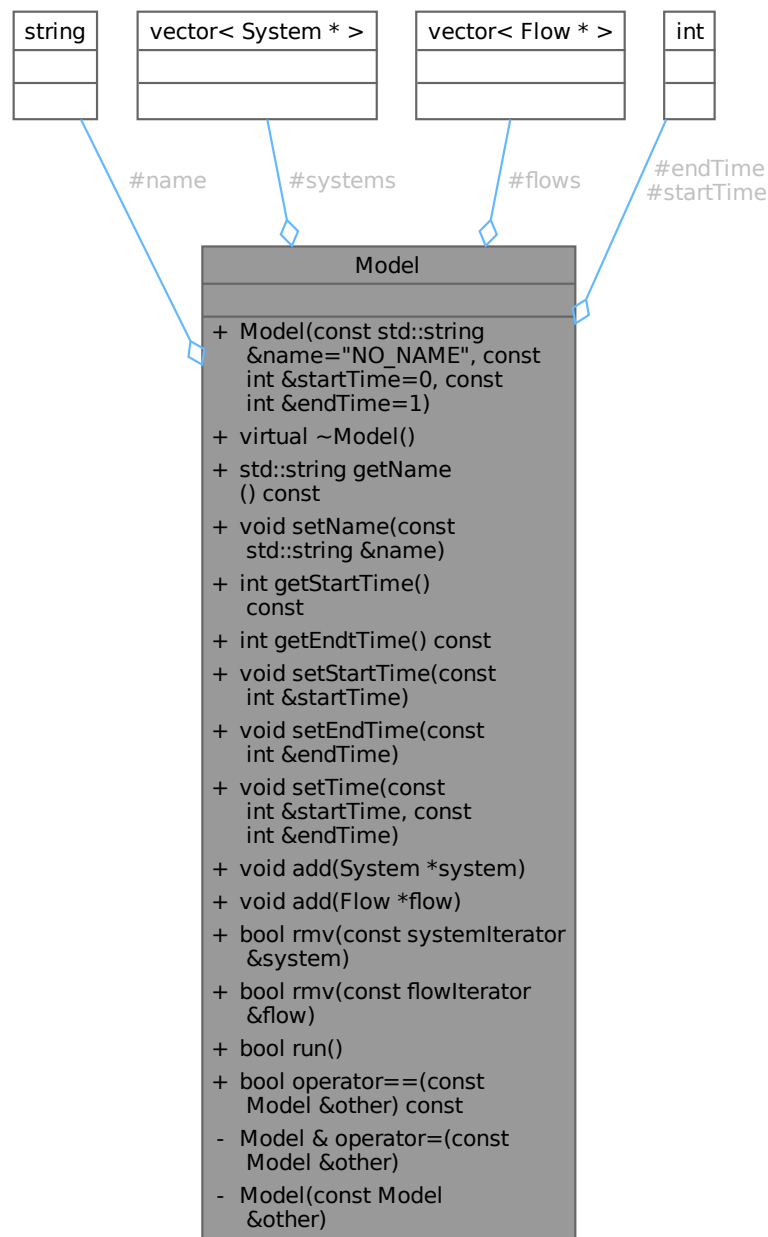 string
vector< System * >
vector< Flow * >
int
#name
#systems
#flows
#endTime
#startTime
Model
+ Model(const std::string
&name="NO_NAME", const
int &startTime=0, const
int &endTime=1)
+ virtual ~Model()
+ std::string getName
() const
+ void setName(const
std::string &name)
+ int getStartTime()
const
+ int getEndtTime() const
+ void setStartTime(const
int &startTime)
+ void setEndTime(const
int &endTime)
+ void setTime(const
int &startTime, const
int &endTime)
+ void add(System *system)
+ void add(Flow *flow)
+ bool rmv(const systemIterator
&system)
+ bool rmv(const flowIterator
&flow)
+ bool run()
+ bool operator==(const
Model &other) const
- Model & operator=(const
Model &other)
- Model(const Model
&other)